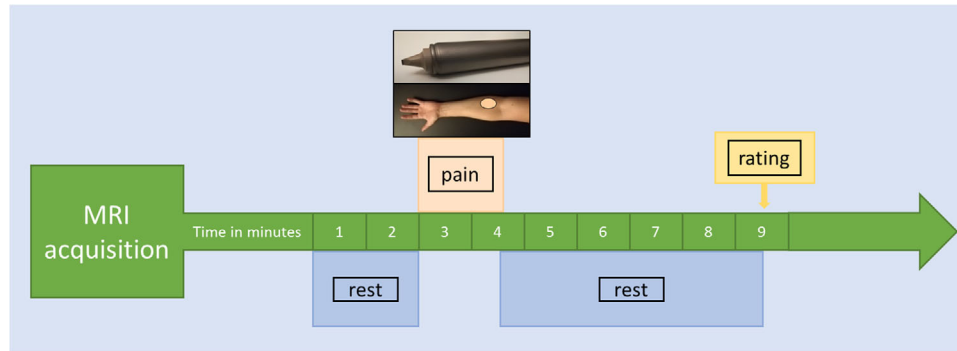 pain
rating
MRI
acquisition
Time in minutes 1 2 3 4 5 6 7 8 9
rest
rest